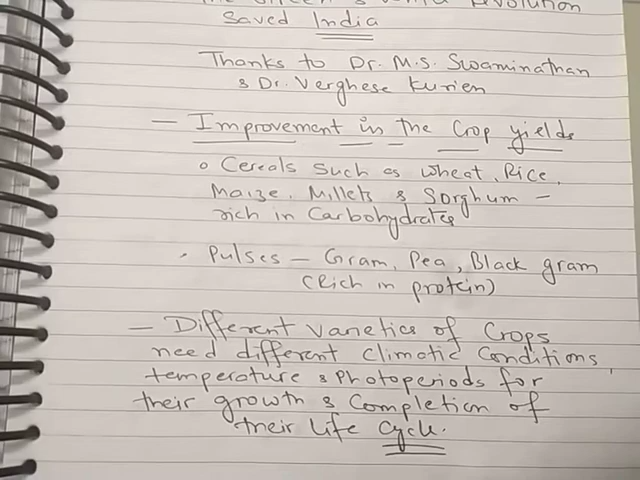 Revolution
Saved India
Thanks to Dr. M.S. Swaminathan
& Dr. Verghese Kurien
— Improvement in the Crop yields
o Cereals such as wheat, Rice,
Maize, Millets & Sorghum –
rich in Carbohydrates
• Pulses – Gram, Pea, Black gram
(Rich in protein)
— Different varieties of Crops
need different climatic Conditions,
temperature & Photoperiods for
their growth & Completion of
their life Cycle.